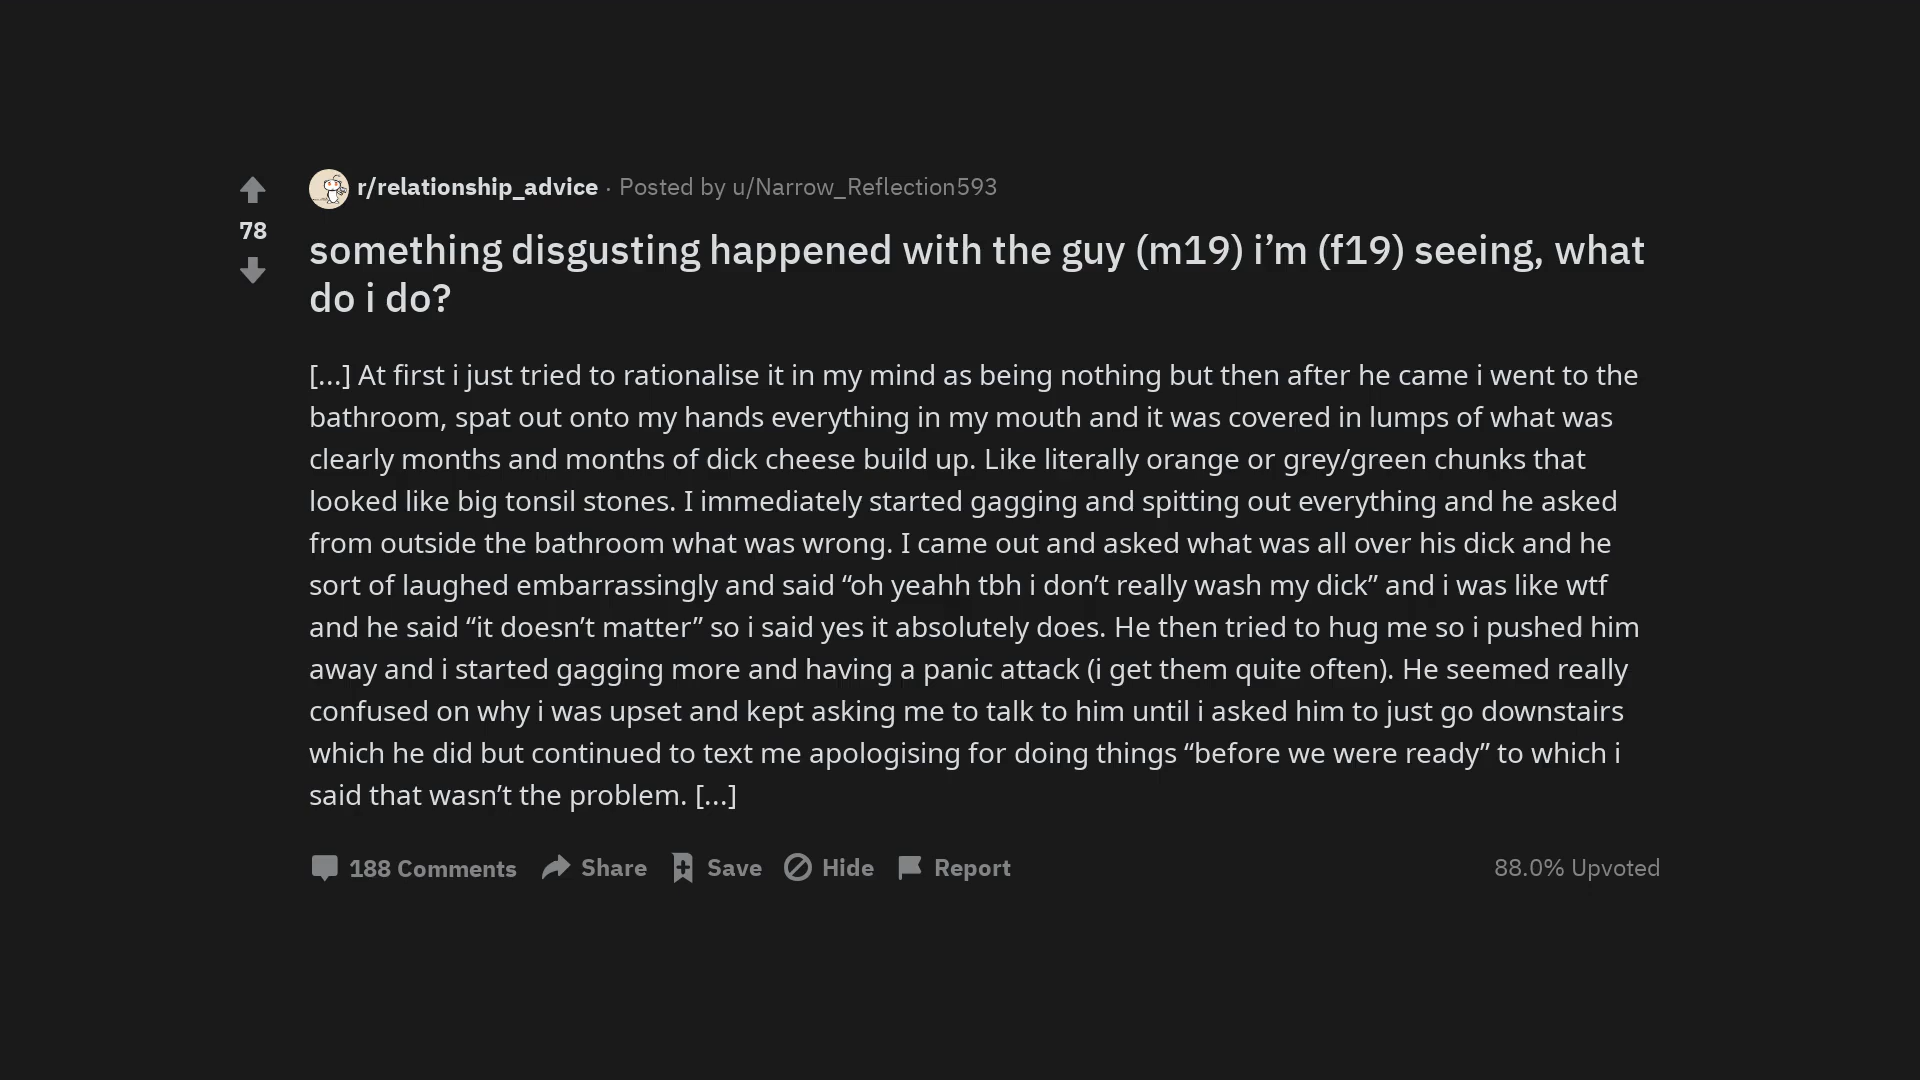 r/relationship_advice · Posted by u/Narrow_Reflection593
78
something disgusting happened with the guy (m19) i’m (f19) seeing, what
do i do?
[...] At first i just tried to rationalise it in my mind as being nothing but then after he came i went to the
bathroom, spat out onto my hands everything in my mouth and it was covered in lumps of what was
clearly months and months of dick cheese build up. Like literally orange or grey/green chunks that
looked like big tonsil stones. I immediately started gagging and spitting out everything and he asked
from outside the bathroom what was wrong. I came out and asked what was all over his dick and he
sort of laughed embarrassingly and said “oh yeahh tbh i don’t really wash my dick” and i was like wtf
and he said “it doesn’t matter” so i said yes it absolutely does. He then tried to hug me so i pushed him
away and i started gagging more and having a panic attack (i get them quite often). He seemed really
confused on why i was upset and kept asking me to talk to him until i asked him to just go downstairs
which he did but continued to text me apologising for doing things “before we were ready” to which i
said that wasn’t the problem. [...]
188 Comments Share Save Hide Report 88.0% Upvoted